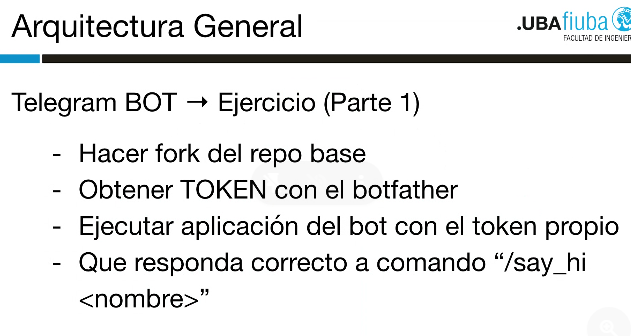 Arquitectura General
.UBAfiuba
FACULTAD DE INGENIER
Telegram BOT → Ejercicio (Parte 1)
- Hacer fork del repo base
- Obtener TOKEN con el botfather
- Ejecutar aplicación del bot con el token propio
- Que responda correcto a comando “/say_hi
<nombre>”